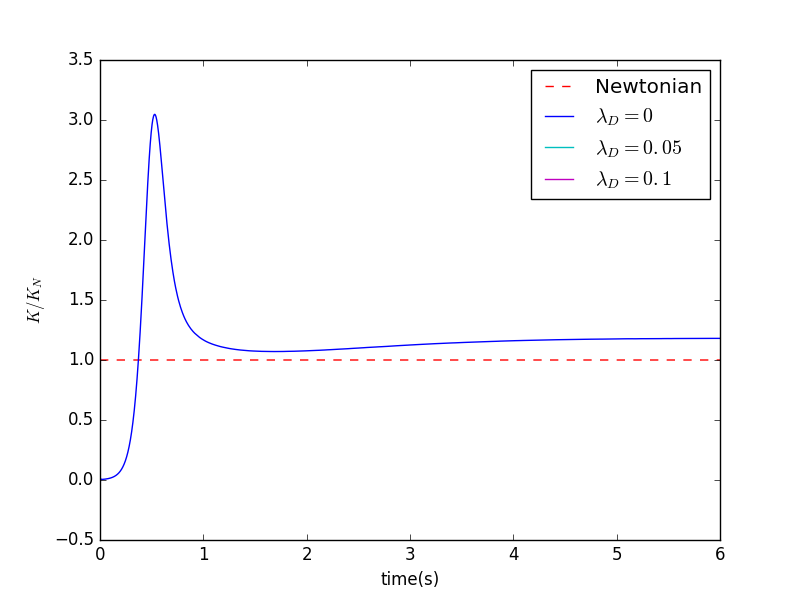 3.5
3.0
2.5
2.0
1.5
1.0
0.5
0.0
−0.5
K/K_N
0 1 2 3 4 5 6
time(s)
Newtonian
λ_D = 0
λ_D = 0.05
λ_D = 0.1